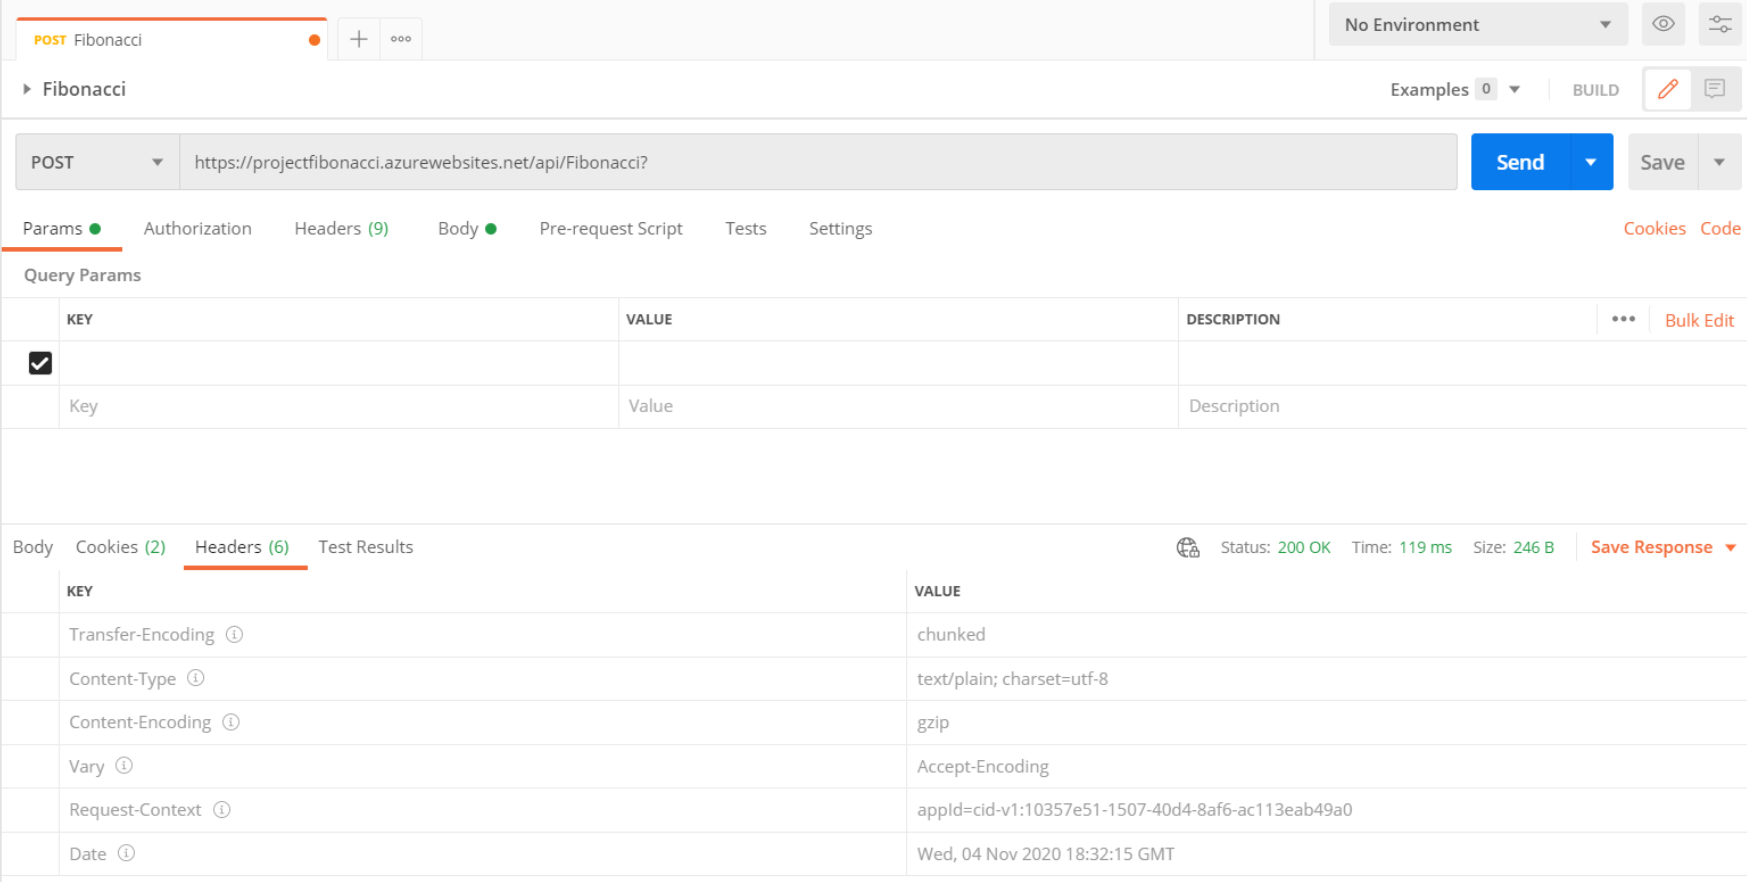 POST Fibonacci
No Environment
Fibonacci
Examples 0
BUILD
POST
https://projectfibonacci.azurewebsites.net/api/Fibonacci?
Send
Save
Params Authorization Headers (9) Body Pre-request Script Tests Settings Cookies Code
Query Params
KEY VALUE DESCRIPTION Bulk Edit
Key Value Description
Body Cookies (2) Headers (6) Test Results Status: 200 OK Time: 119 ms Size: 246 B Save Response
KEY VALUE
Transfer-Encoding chunked
Content-Type text/plain; charset=utf-8
Content-Encoding gzip
Vary Accept-Encoding
Request-Context appId=cid-v1:10357e51-1507-40d4-8af6-ac113eab49a0
Date Wed, 04 Nov 2020 18:32:15 GMT